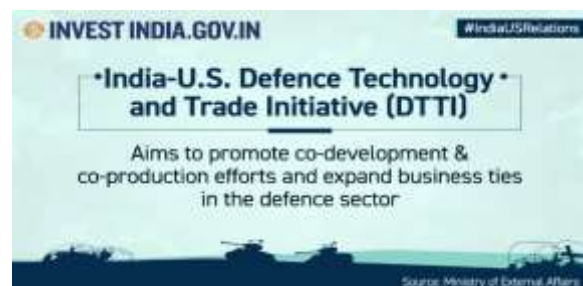 INVEST INDIA.GOV.IN
#IndiaUSRelations
•India-U.S. Defence Technology •
and Trade Initiative (DTTI)
Aims to promote co-development &
co-production efforts and expand business ties
in the defence sector
Source: Ministry of External Affairs